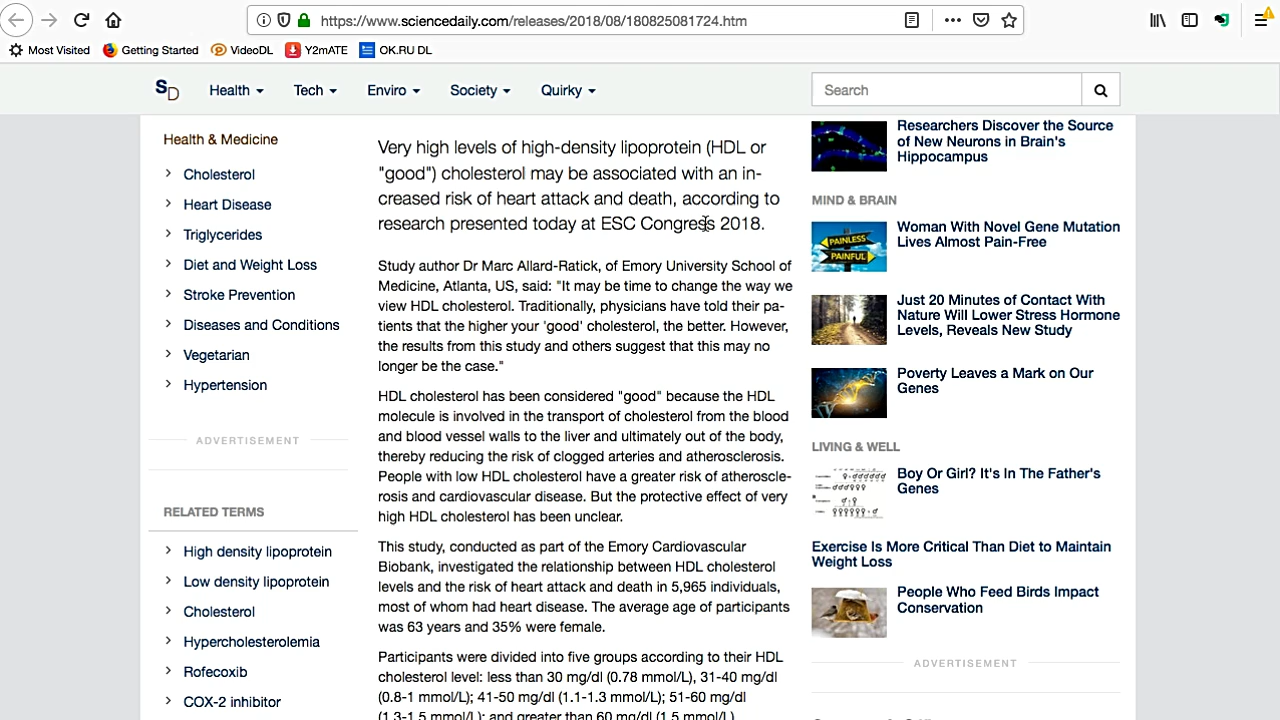 https://www.sciencedaily.com/releases/2018/08/180825081724.htm
Most Visited
Getting Started
VideoDL
Y2mATE
OK.RU DL
SD
Health
Tech
Enviro
Society
Quirky
Search
Health & Medicine
Cholesterol
Heart Disease
Triglycerides
Diet and Weight Loss
Stroke Prevention
Diseases and Conditions
Vegetarian
Hypertension
ADVERTISEMENT
RELATED TERMS
High density lipoprotein
Low density lipoprotein
Cholesterol
Hypercholesterolemia
Rofecoxib
COX-2 inhibitor
Very high levels of high-density lipoprotein (HDL or
"good") cholesterol may be associated with an in-
creased risk of heart attack and death, according to
research presented today at ESC Congress 2018.
Study author Dr Marc Allard-Ratick, of Emory University School of
Medicine, Atlanta, US, said: "It may be time to change the way we
view HDL cholesterol. Traditionally, physicians have told their pa-
tients that the higher your 'good' cholesterol, the better. However,
the results from this study and others suggest that this may no
longer be the case."
HDL cholesterol has been considered "good" because the HDL
molecule is involved in the transport of cholesterol from the blood
and blood vessel walls to the liver and ultimately out of the body,
thereby reducing the risk of clogged arteries and atherosclerosis.
People with low HDL cholesterol have a greater risk of atheroscle-
rosis and cardiovascular disease. But the protective effect of very
high HDL cholesterol has been unclear.
This study, conducted as part of the Emory Cardiovascular
Biobank, investigated the relationship between HDL cholesterol
levels and the risk of heart attack and death in 5,965 individuals,
most of whom had heart disease. The average age of participants
was 63 years and 35% were female.
Participants were divided into five groups according to their HDL
cholesterol level: less than 30 mg/dl (0.78 mmol/L), 31-40 mg/dl
(0.8-1 mmol/L); 41-50 mg/dl (1.1-1.3 mmol/L); 51-60 mg/dl
(1.3-1.5 mmol/L); and greater than 60 mg/dl (1.5 mmol/L)
Researchers Discover the Source
of New Neurons in Brain's
Hippocampus
MIND & BRAIN
PAINLESS
PAINFUL
Woman With Novel Gene Mutation
Lives Almost Pain-Free
Just 20 Minutes of Contact With
Nature Will Lower Stress Hormone
Levels, Reveals New Study
Poverty Leaves a Mark on Our
Genes
LIVING & WELL
Boy Or Girl? It's In The Father's
Genes
Exercise Is More Critical Than Diet to Maintain
Weight Loss
People Who Feed Birds Impact
Conservation
ADVERTISEMENT